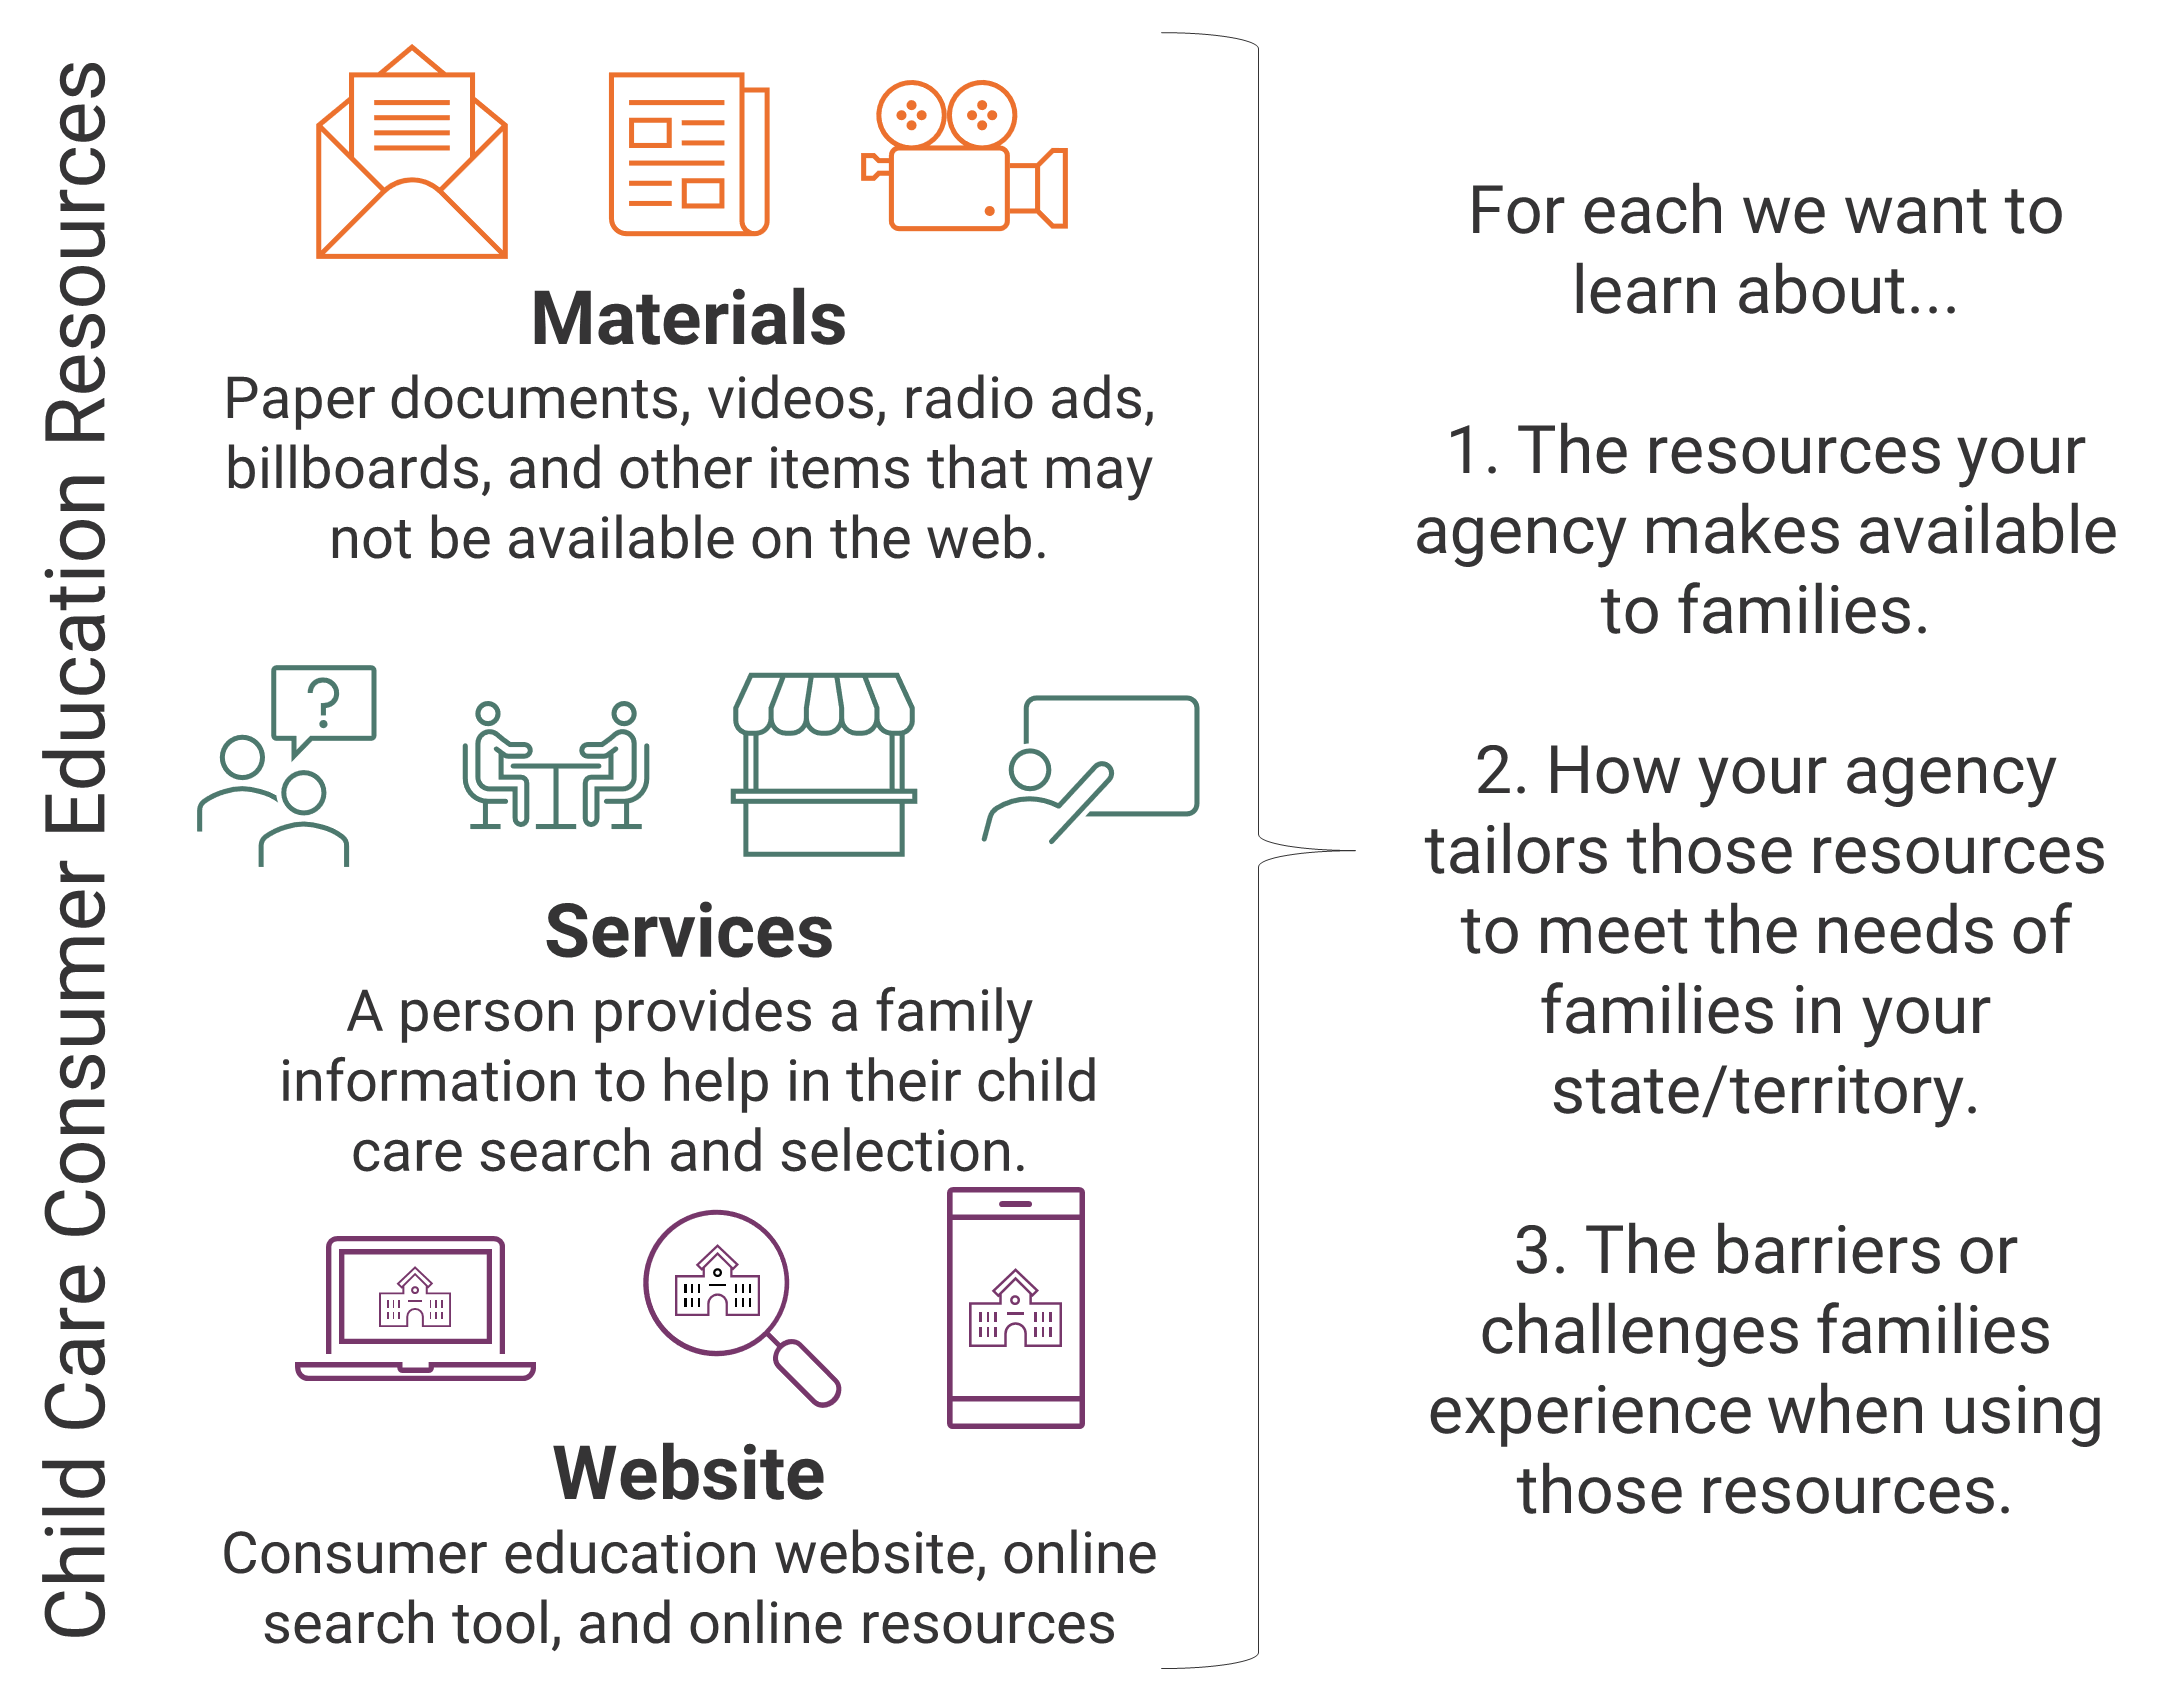 Child Care Consumer Education Resources
Materials
Paper documents, videos, radio ads,
billboards, and other items that may
not be available on the web.
?
Services
A person provides a family
information to help in their child
care search and selection.
Website
Consumer education website, online
search tool, and online resources
For each we want to
learn about...
1. The resources your
agency makes available
to families.
2. How your agency
tailors those resources
to meet the needs of
families in your
state/territory.
3. The barriers or
challenges families
experience when using
those resources.